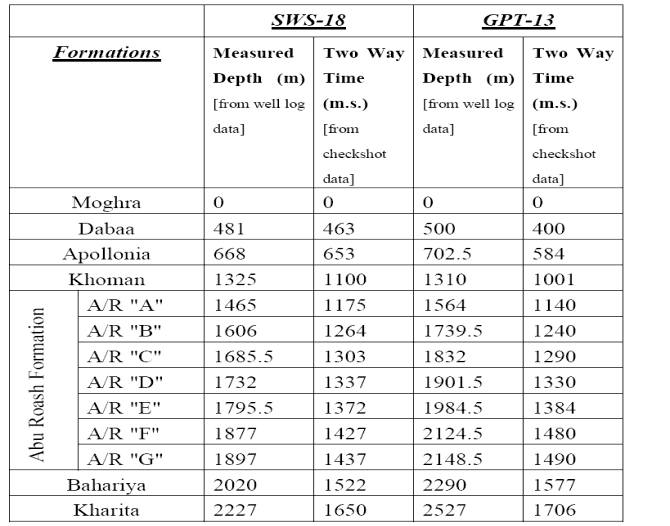 SWS-18 GPT-13
Formations Measured Two Way Measured Two Way
Depth (m) Time Depth (m) Time
[from well log (m.s.) [from well log (m.s.)
data] [from data] [from
checkshot checkshot
data] data]
Moghra 0 0 0 0
Dabaa 481 463 500 400
Apollonia 668 653 702.5 584
Khoman 1325 1100 1310 1001
Abu Roash Formation
A/R "A" 1465 1175 1564 1140
A/R "B" 1606 1264 1739.5 1240
A/R "C" 1685.5 1303 1832 1290
A/R "D" 1732 1337 1901.5 1330
A/R "E" 1795.5 1372 1984.5 1384
A/R "F" 1877 1427 2124.5 1480
A/R "G" 1897 1437 2148.5 1490
Bahariya 2020 1522 2290 1577
Kharita 2227 1650 2527 1706